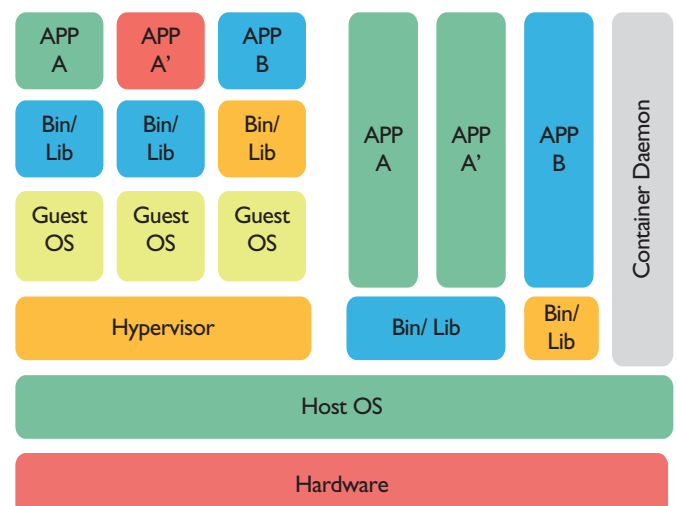 APP
A
APP
A'
APP
B
Bin/
Lib
Bin/
Lib
Bin/
Lib
Guest
OS
Guest
OS
Guest
OS
Hypervisor
APP
A
APP
A'
APP
B
Container Daemon
Bin/ Lib
Bin/
Lib
Host OS
Hardware